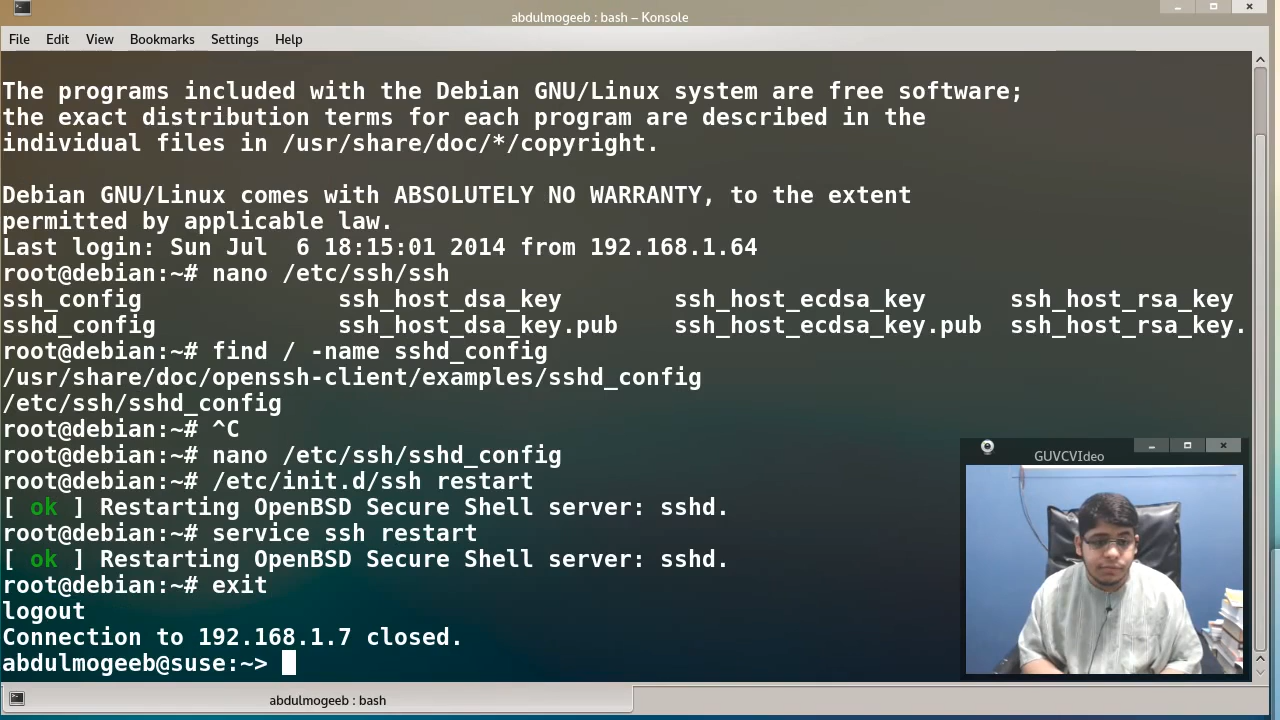 abdulmogeeb : bash – Konsole
File Edit View Bookmarks Settings Help
The programs included with the Debian GNU/Linux system are free software;
the exact distribution terms for each program are described in the
individual files in /usr/share/doc/*/copyright.
Debian GNU/Linux comes with ABSOLUTELY NO WARRANTY, to the extent
permitted by applicable law.
Last login: Sun Jul  6 18:15:01 2014 from 192.168.1.64
root@debian:~# nano /etc/ssh/ssh
ssh_config              ssh_host_dsa_key        ssh_host_ecdsa_key      ssh_host_rsa_key
sshd_config             ssh_host_dsa_key.pub    ssh_host_ecdsa_key.pub  ssh_host_rsa_key.
root@debian:~# find / -name sshd_config
/usr/share/doc/openssh-client/examples/sshd_config
/etc/ssh/sshd_config
root@debian:~# ^C
root@debian:~# nano /etc/ssh/sshd_config
root@debian:~# /etc/init.d/ssh restart
[ ok ] Restarting OpenBSD Secure Shell server: sshd.
root@debian:~# service ssh restart
[ ok ] Restarting OpenBSD Secure Shell server: sshd.
root@debian:~# exit
logout
Connection to 192.168.1.7 closed.
abdulmogeeb@suse:~>
GUVCVIdeo
abdulmogeeb : bash